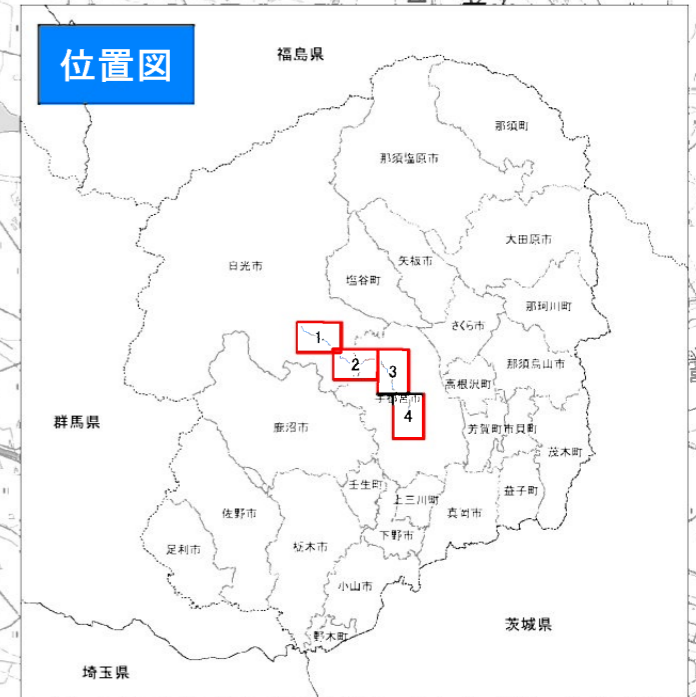 位置図
福島県
那須町
那須塩原市
大田原市
日光市
矢板市
塩谷町
那珂川町
さくら市
1
2
3
那須烏山市
高根沢町
宇都宮市
4
群馬県
鹿沼市
芳賀町
市貝町
茂木町
壬生町
上三川町
益子町
真岡市
佐野市
下野市
足利市
栃木市
小山市
茨城県
野木町
埼玉県